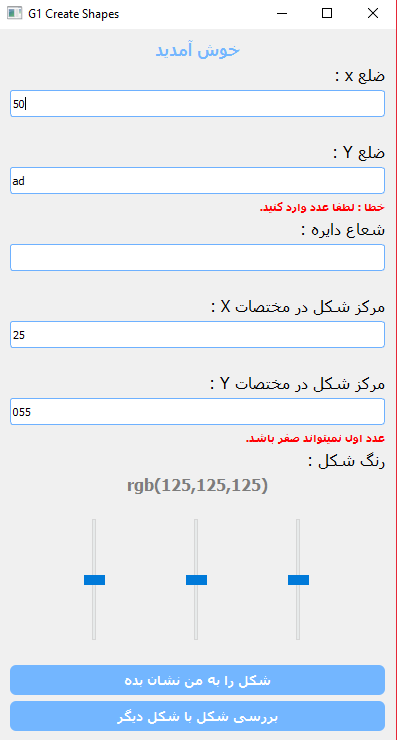 G1 Create Shapes
خوش آمدید
ضلع x :
50
ضلع Y :
ad
خطا : لطفا عدد وارد کنید.
شعاع دایره :
مرکز شکل در مختصات X :
25
مرکز شکل در مختصات Y :
055
عدد اول نمیتواند صفر باشد.
رنگ شکل :
rgb(125,125,125)
شکل را به من نشان بده
بررسی شکل با شکل دیگر